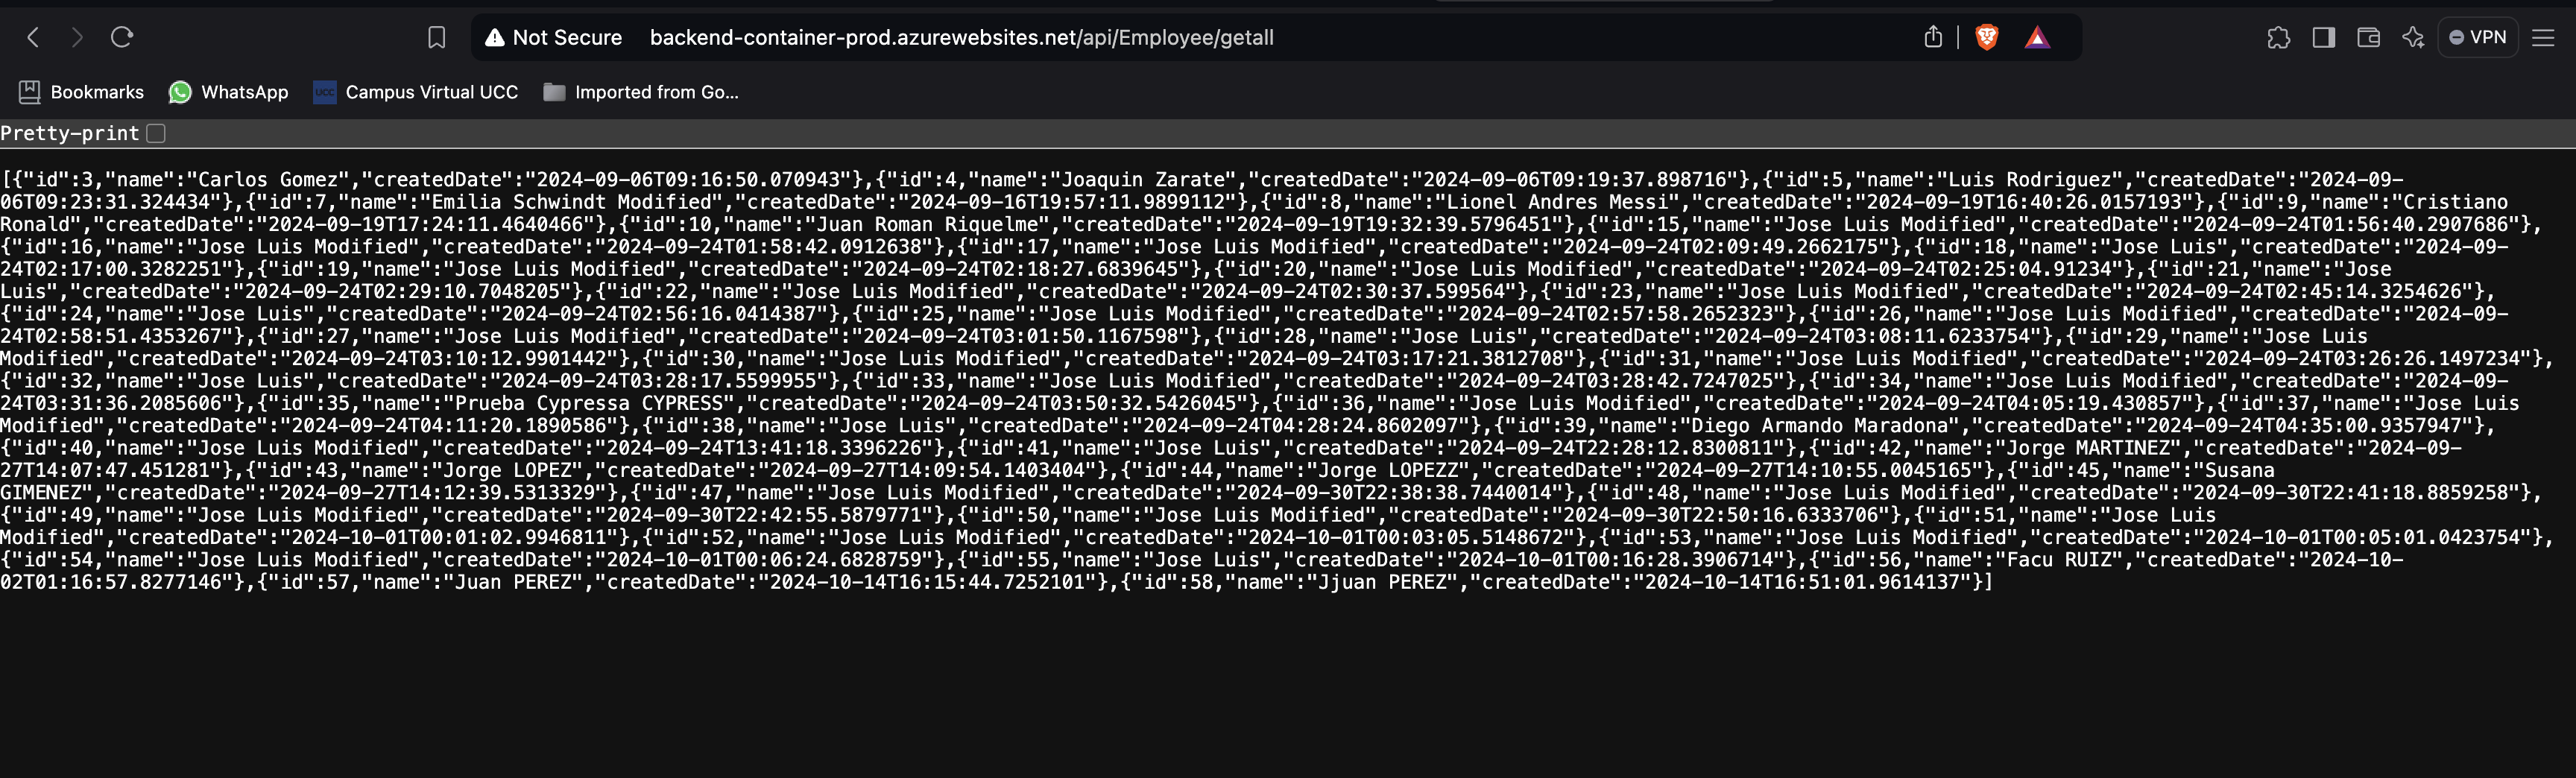 Not Secure backend-container-prod.azurewebsites.net/api/Employee/getall VPN
Bookmarks WhatsApp UCC Campus Virtual UCC Imported from Go...
Pretty-print
[{"id":3,"name":"Carlos Gomez","createdDate":"2024-09-06T09:16:50.070943"},{"id":4,"name":"Joaquin Zarate","createdDate":"2024-09-06T09:19:37.898716"},{"id":5,"name":"Luis Rodriguez","createdDate":"2024-09-
06T09:23:31.324434"},{"id":7,"name":"Emilia Schwindt Modified","createdDate":"2024-09-16T19:57:11.9899112"},{"id":8,"name":"Lionel Andres Messi","createdDate":"2024-09-19T16:40:26.0157193"},{"id":9,"name":"Cristiano
Ronald","createdDate":"2024-09-19T17:24:11.4640466"},{"id":10,"name":"Juan Roman Riquelme","createdDate":"2024-09-19T19:32:39.5796451"},{"id":15,"name":"Jose Luis Modified","createdDate":"2024-09-24T01:56:40.2907686"},
{"id":16,"name":"Jose Luis Modified","createdDate":"2024-09-24T01:58:42.0912638"},{"id":17,"name":"Jose Luis Modified","createdDate":"2024-09-24T02:09:49.2662175"},{"id":18,"name":"Jose Luis","createdDate":"2024-09-
24T02:17:00.3282251"},{"id":19,"name":"Jose Luis Modified","createdDate":"2024-09-24T02:18:27.6839645"},{"id":20,"name":"Jose Luis Modified","createdDate":"2024-09-24T02:25:04.91234"},{"id":21,"name":"Jose
Luis","createdDate":"2024-09-24T02:29:10.7048205"},{"id":22,"name":"Jose Luis Modified","createdDate":"2024-09-24T02:30:37.599564"},{"id":23,"name":"Jose Luis Modified","createdDate":"2024-09-24T02:45:14.3254626"},
{"id":24,"name":"Jose Luis","createdDate":"2024-09-24T02:56:16.0414387"},{"id":25,"name":"Jose Luis Modified","createdDate":"2024-09-24T02:57:58.2652323"},{"id":26,"name":"Jose Luis Modified","createdDate":"2024-09-
24T02:58:51.4353267"},{"id":27,"name":"Jose Luis Modified","createdDate":"2024-09-24T03:01:50.1167598"},{"id":28,"name":"Jose Luis","createdDate":"2024-09-24T03:08:11.6233754"},{"id":29,"name":"Jose Luis
Modified","createdDate":"2024-09-24T03:10:12.9901442"},{"id":30,"name":"Jose Luis Modified","createdDate":"2024-09-24T03:17:21.3812708"},{"id":31,"name":"Jose Luis Modified","createdDate":"2024-09-24T03:26:26.1497234"},
{"id":32,"name":"Jose Luis","createdDate":"2024-09-24T03:28:17.5599955"},{"id":33,"name":"Jose Luis Modified","createdDate":"2024-09-24T03:28:42.7247025"},{"id":34,"name":"Jose Luis Modified","createdDate":"2024-09-
24T03:31:36.2085606"},{"id":35,"name":"Prueba Cypressa CYPRESS","createdDate":"2024-09-24T03:50:32.5426045"},{"id":36,"name":"Jose Luis Modified","createdDate":"2024-09-24T04:05:19.430857"},{"id":37,"name":"Jose Luis
Modified","createdDate":"2024-09-24T04:11:20.1890586"},{"id":38,"name":"Jose Luis","createdDate":"2024-09-24T04:28:24.8602097"},{"id":39,"name":"Diego Armando Maradona","createdDate":"2024-09-24T04:35:00.9357947"},
{"id":40,"name":"Jose Luis Modified","createdDate":"2024-09-24T13:41:18.3396226"},{"id":41,"name":"Jose Luis","createdDate":"2024-09-24T22:28:12.8300811"},{"id":42,"name":"Jorge MARTINEZ","createdDate":"2024-09-
27T14:07:47.451281"},{"id":43,"name":"Jorge LOPEZ","createdDate":"2024-09-27T14:09:54.1403404"},{"id":44,"name":"Jorge LOPEZZ","createdDate":"2024-09-27T14:10:55.0045165"},{"id":45,"name":"Susana
GIMENEZ","createdDate":"2024-09-27T14:12:39.5313329"},{"id":47,"name":"Jose Luis Modified","createdDate":"2024-09-30T22:38:38.7440014"},{"id":48,"name":"Jose Luis Modified","createdDate":"2024-09-30T22:41:18.8859258"},
{"id":49,"name":"Jose Luis Modified","createdDate":"2024-09-30T22:42:55.5879771"},{"id":50,"name":"Jose Luis Modified","createdDate":"2024-09-30T22:50:16.6333706"},{"id":51,"name":"Jose Luis
Modified","createdDate":"2024-10-01T00:01:02.9946811"},{"id":52,"name":"Jose Luis Modified","createdDate":"2024-10-01T00:03:05.5148672"},{"id":53,"name":"Jose Luis Modified","createdDate":"2024-10-01T00:05:01.0423754"},
{"id":54,"name":"Jose Luis Modified","createdDate":"2024-10-01T00:06:24.6828759"},{"id":55,"name":"Jose Luis","createdDate":"2024-10-01T00:16:28.3906714"},{"id":56,"name":"Facu RUIZ","createdDate":"2024-10-
02T01:16:57.8277146"},{"id":57,"name":"Juan PEREZ","createdDate":"2024-10-14T16:15:44.7252101"},{"id":58,"name":"Jjuan PEREZ","createdDate":"2024-10-14T16:51:01.9614137"}]